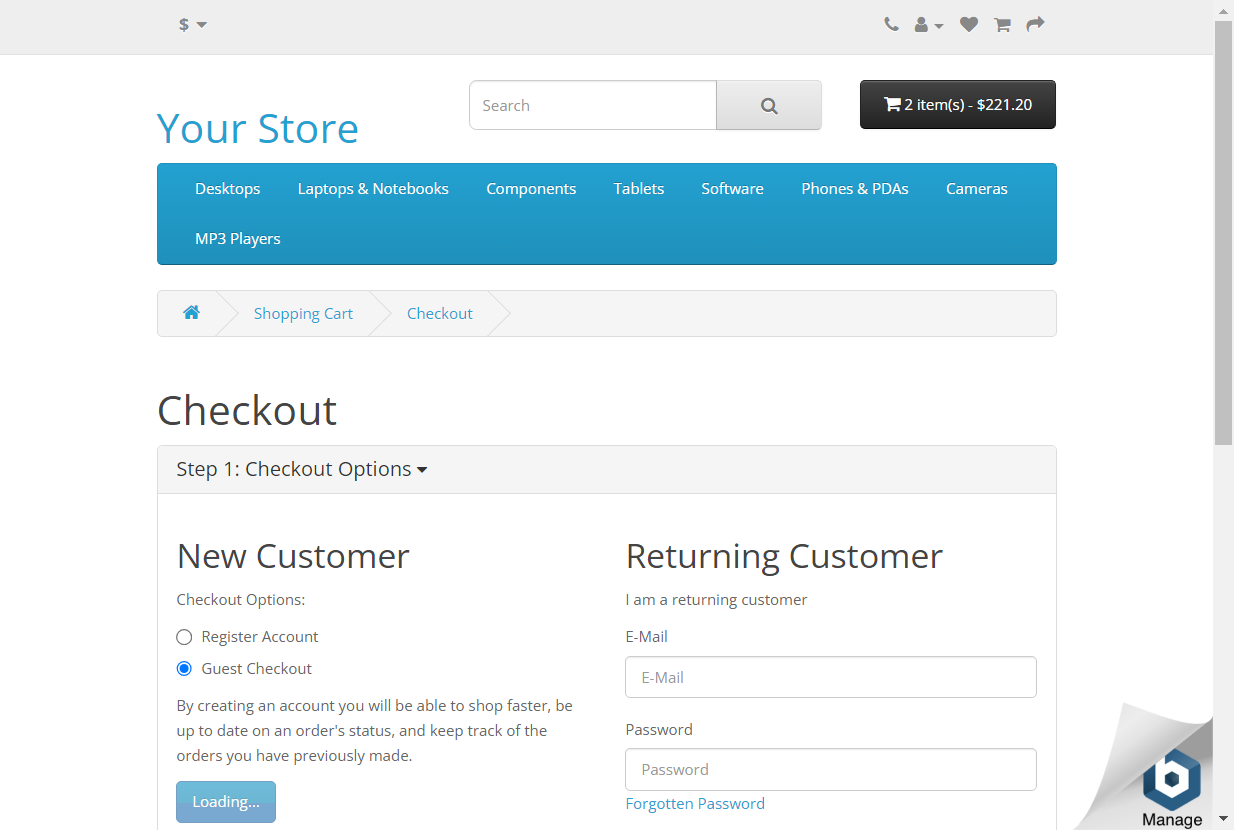 $
Search
2 item(s) - $221.20
Your Store
Desktops Laptops & Notebooks Components Tablets Software Phones & PDAs Cameras
MP3 Players
Shopping Cart Checkout
Checkout
Step 1: Checkout Options
New Customer
Checkout Options:
Register Account
Guest Checkout
By creating an account you will be able to shop faster, be
up to date on an order's status, and keep track of the
orders you have previously made.
Loading...
Returning Customer
I am a returning customer
E-Mail
E-Mail
Password
Password
Forgotten Password
b
Manage